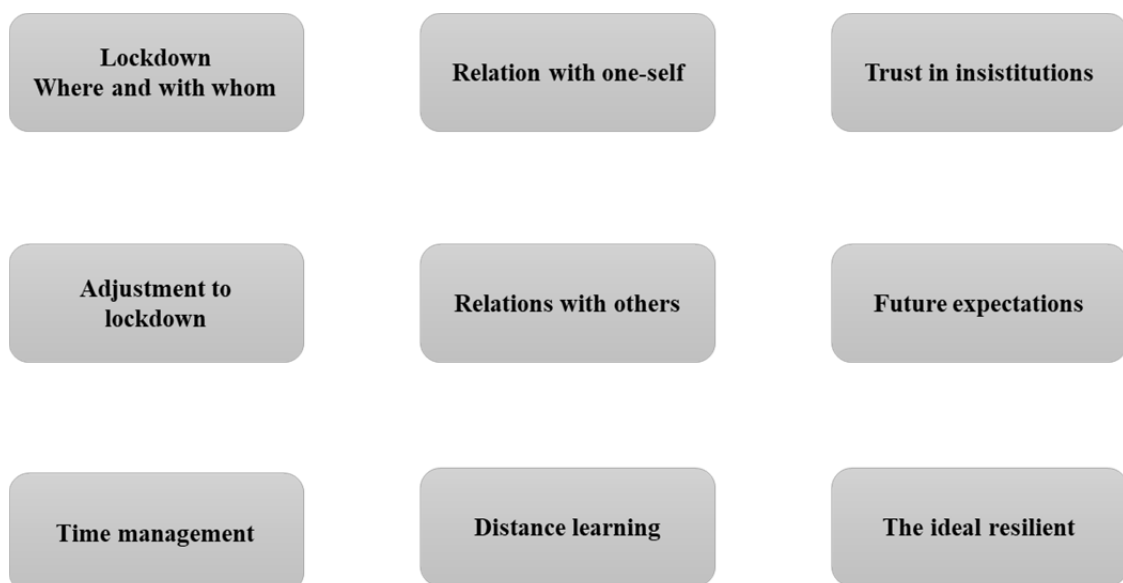 Lockdown
Where and with whom
Relation with one-self
Trust in insistitutions
Adjustment to
lockdown
Relations with others
Future expectations
Time management
Distance learning
The ideal resilient